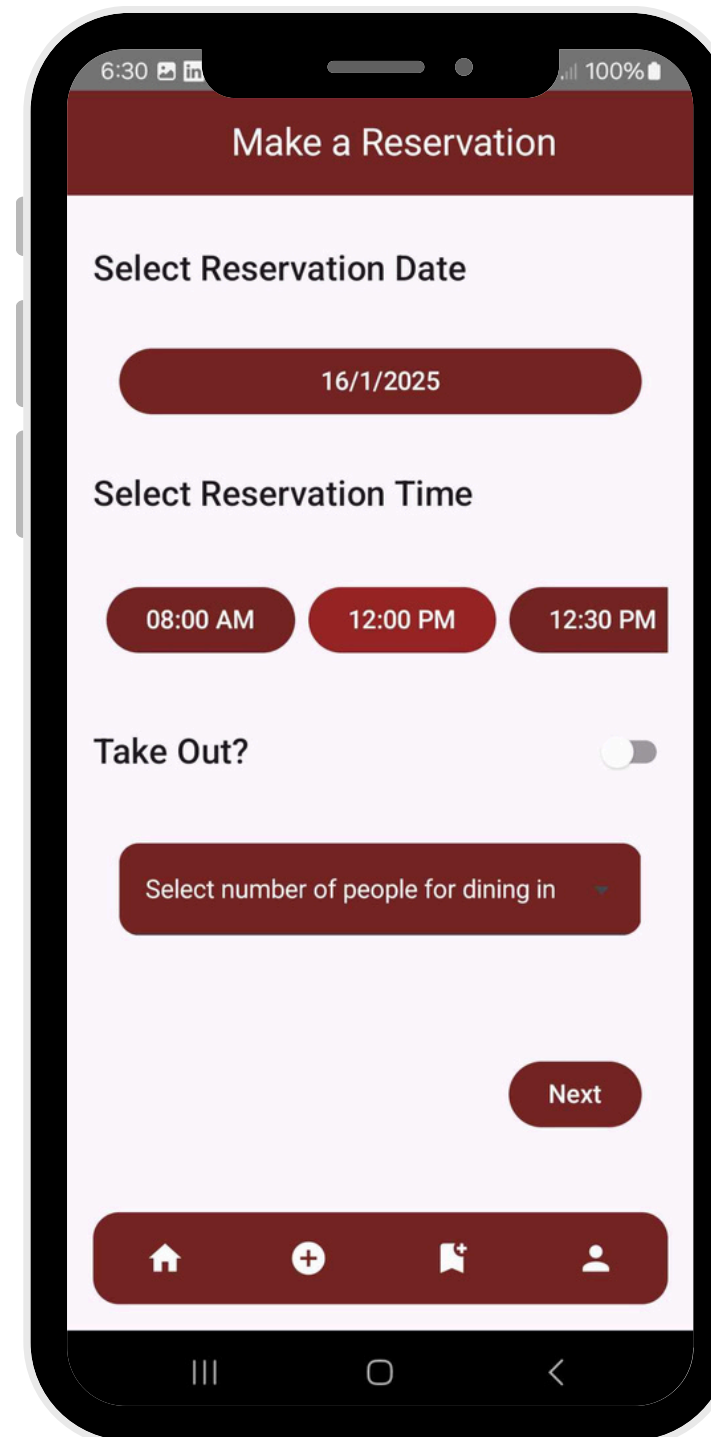 6:30 in 100%
Make a Reservation
Select Reservation Date
16/1/2025
Select Reservation Time
08:00 AM 12:00 PM 12:30 PM
Take Out?
Select number of people for dining in
Next